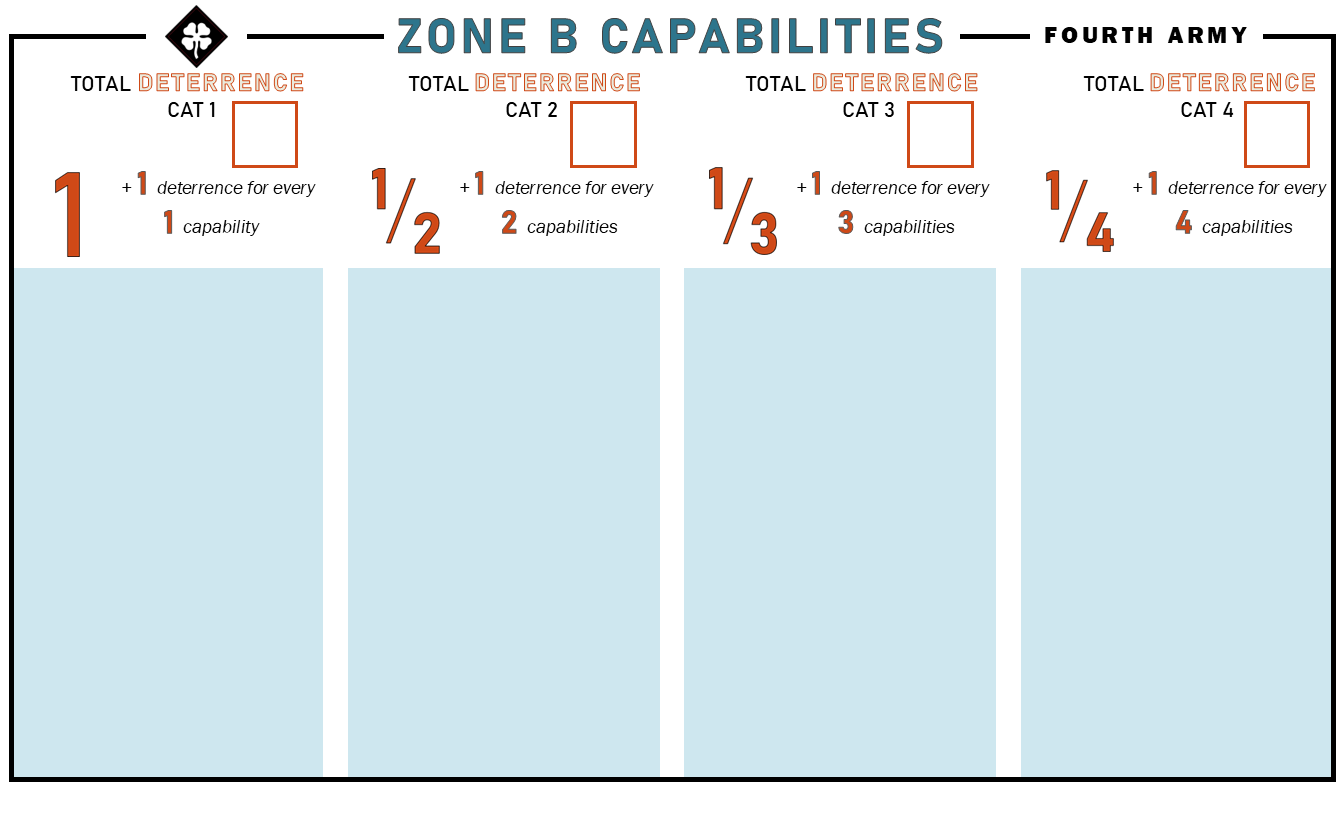 ZONE B CAPABILITIES
FOURTH ARMY
TOTAL DETERRENCE
CAT 1
1
+ 1 deterrence for every
1 capability
TOTAL DETERRENCE
CAT 2
1/2
+ 1 deterrence for every
2 capabilities
TOTAL DETERRENCE
CAT 3
1/3
+ 1 deterrence for every
3 capabilities
TOTAL DETERRENCE
CAT 4
1/4
+ 1 deterrence for every
4 capabilities